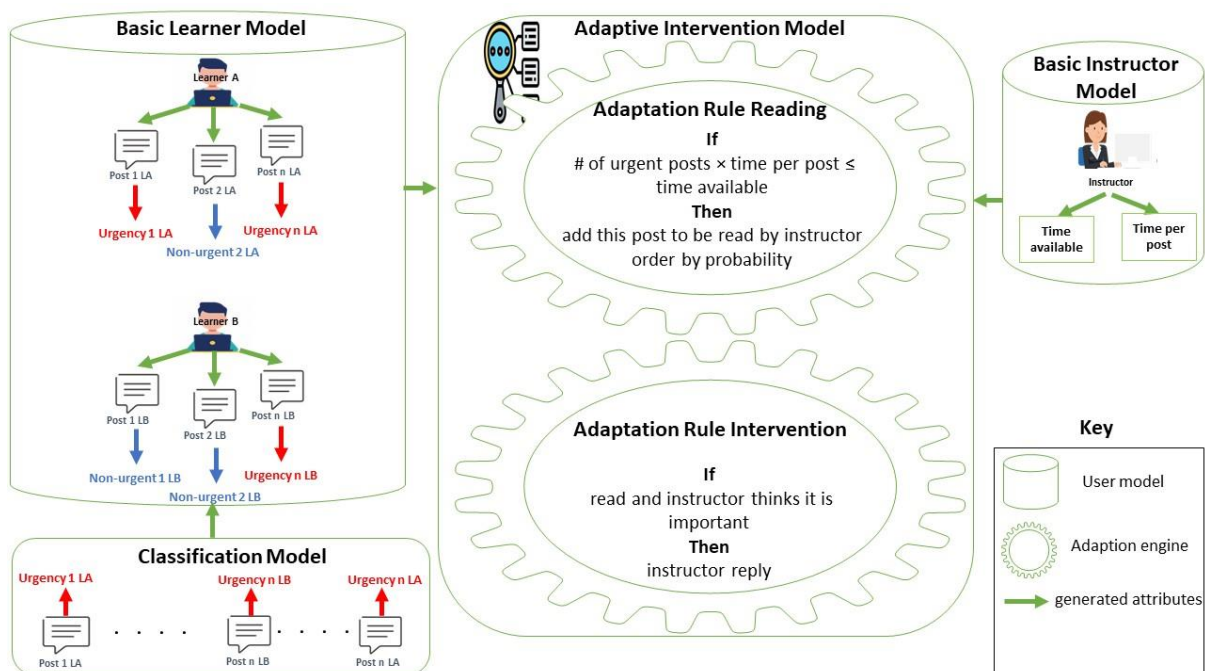 Basic Learner Model
Learner A
Post 1 LA
Post 2 LA
Post n LA
Urgency 1 LA
Non-urgent 2 LA
Urgency n LA
Learner B
Post 1 LB
Post 2 LB
Post n LB
Non-urgent 1 LB
Non-urgent 2 LB
Urgency n LB
Classification Model
Urgency 1 LA
Urgency n LB
Urgency n LA
Post 1 LA
. . . .
Post n LB
. . . .
Post n LA
Adaptive Intervention Model
Adaptation Rule Reading
If
# of urgent posts × time per post ≤
time available
Then
add this post to be read by instructor
order by probability
Adaptation Rule Intervention
If
read and instructor thinks it is
important
Then
instructor reply
Basic Instructor
Model
Instructor
Time
available
Time per
post
Key
User model
Adaption engine
generated attributes